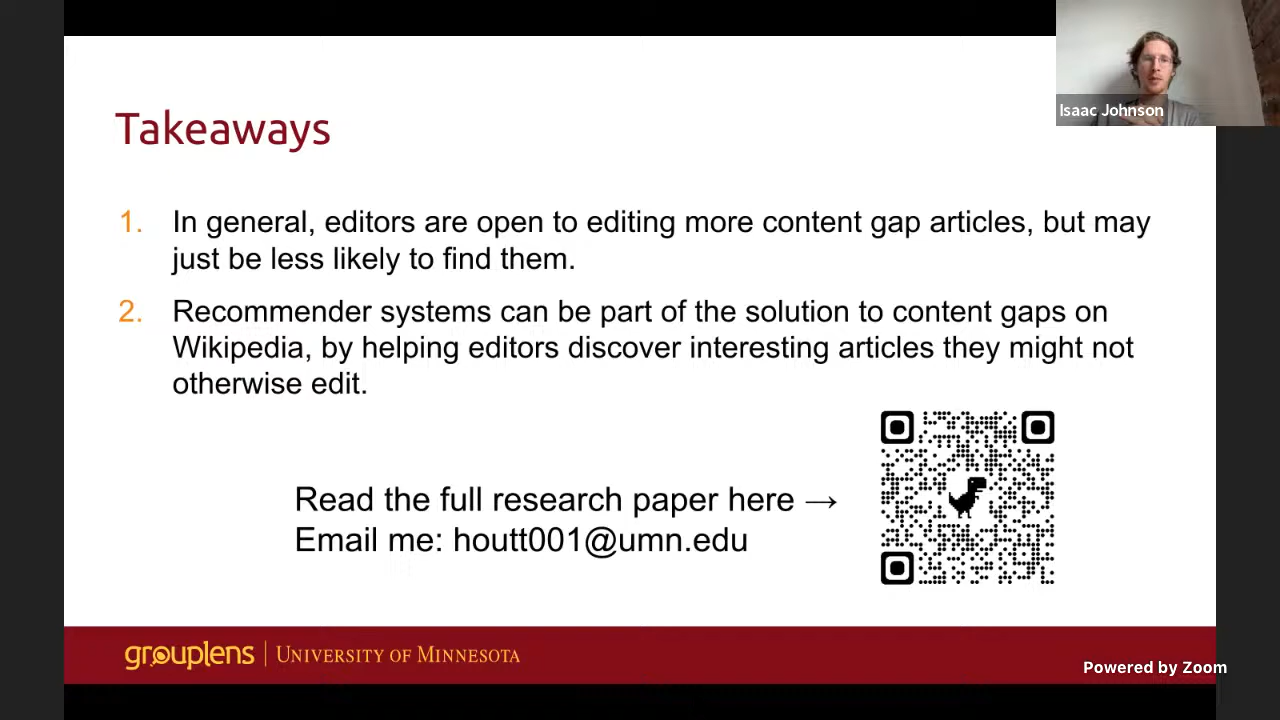 Isaac Johnson
Takeaways
1. In general, editors are open to editing more content gap articles, but may
just be less likely to find them.
2. Recommender systems can be part of the solution to content gaps on
Wikipedia, by helping editors discover interesting articles they might not
otherwise edit.
Read the full research paper here →
Email me: houtt001@umn.edu
grouplens | UNIVERSITY OF MINNESOTA
Powered by Zoom